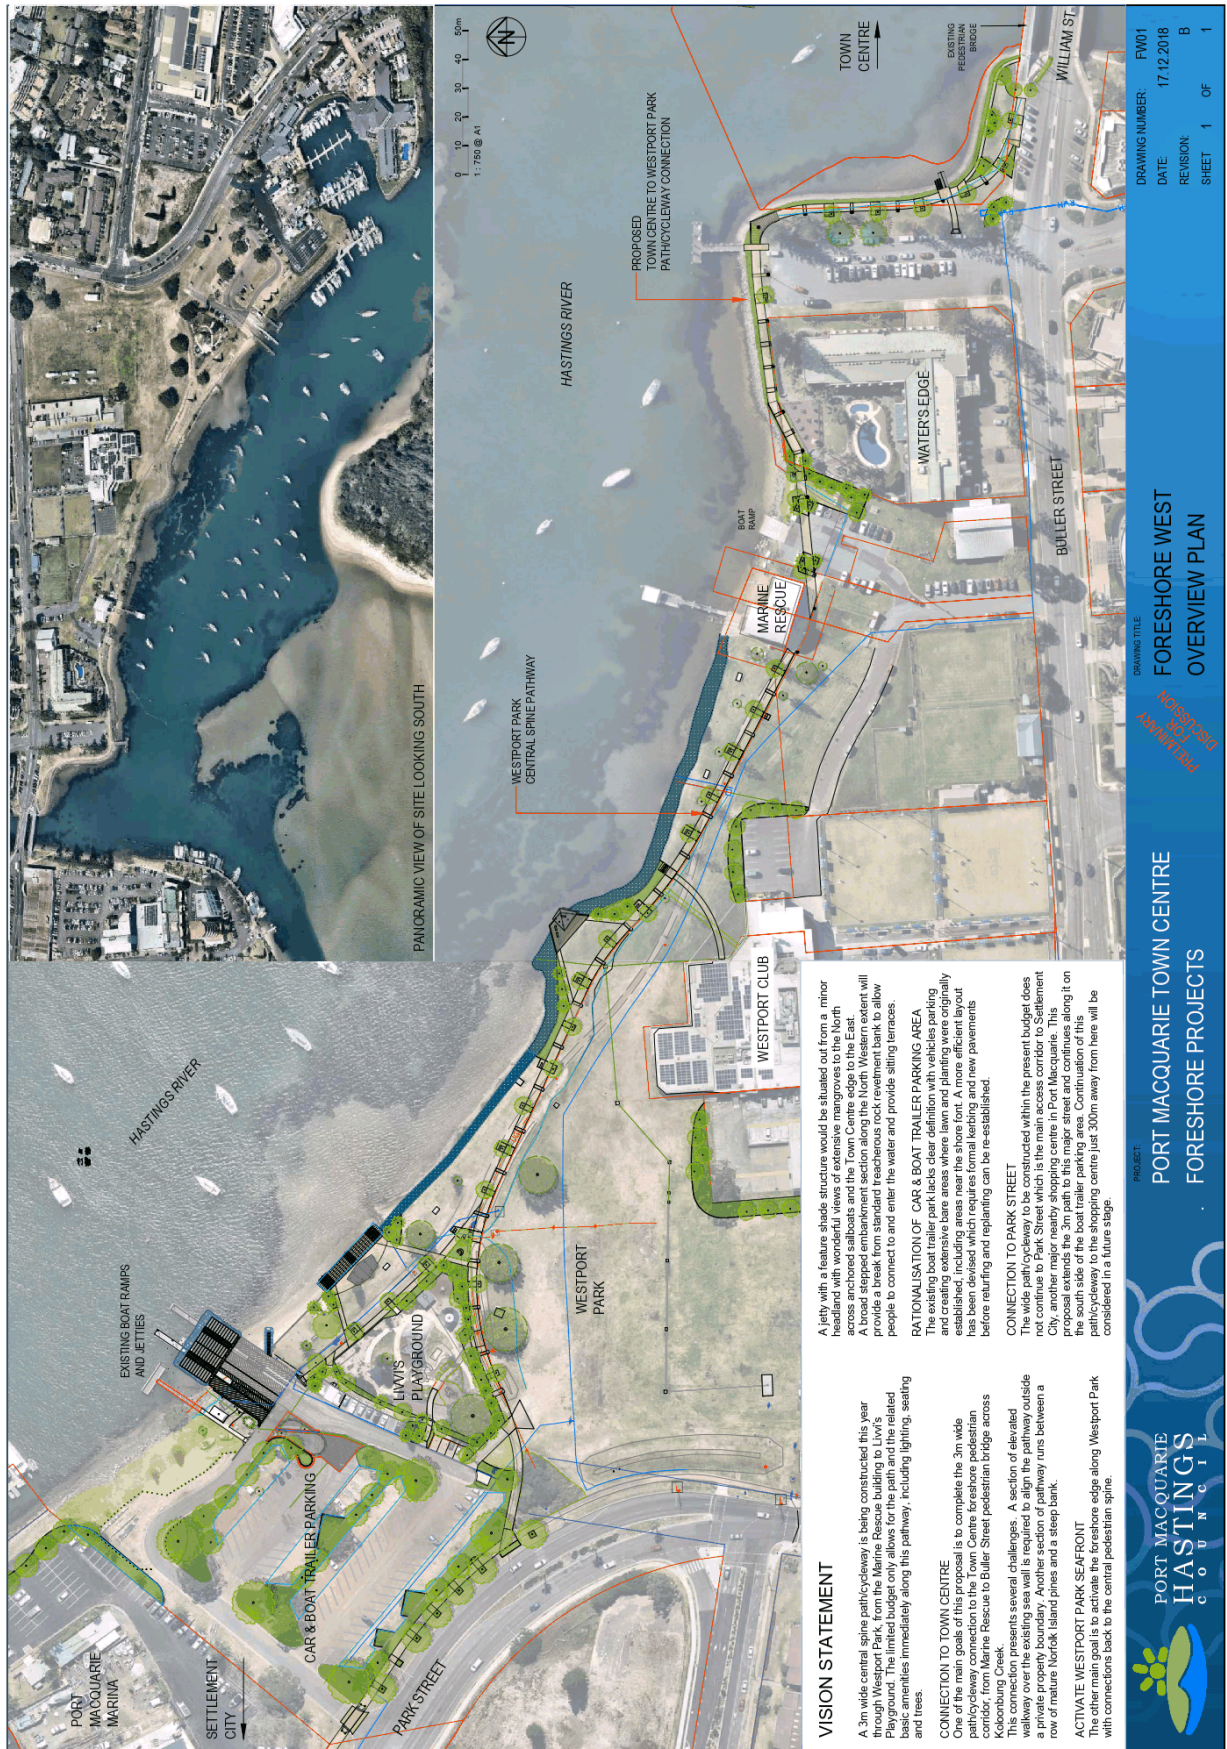 PORT
MACQUARIE
MARINA
SETTLEMENT
CITY
CAR & BOAT TRAILER PARKING
PARK STREET
EXISTING BOAT RAMPS
AND JETTIES
LIVVI'S
PLAYGROUND
HASTINGS RIVER
WESTPORT
PARK
WESTPORT CLUB
PANORAMIC VIEW OF SITE LOOKING SOUTH
WESTPORT PARK
CENTRAL SPINE PATHWAY
MARINE
RESCUE
BOAT
RAMP
HASTINGS RIVER
WATER'S EDGE
BULLER STREET
PROPOSED
TOWN CENTRE TO WESTPORT PARK
PATH/CYCLEWAY CONNECTION
TOWN
CENTRE
EXISTING
PEDESTRIAN
BRIDGE
WILLIAM ST
N
0 10 20 30 40 50m
1 : 750 @ A1
VISION STATEMENT
A 3m wide central spine path/cycleway is being constructed this year
through Westport Park, from the Marine Rescue building to Livvi's
Playground. The limited budget only allows for the path and the related
basic amenities immediately along this pathway, including lighting, seating
and trees.
CONNECTION TO TOWN CENTRE
One of the main goals of this proposal is to complete the 3m wide
path/cycleway connection to the Town Centre foreshore pedestrian
corridor, from Marine Rescue to Buller Street pedestrian bridge across
Kooloonbung Creek.
This connection presents several challenges. A section of elevated
walkway over the existing sea wall is required to align the pathway outside
a private property boundary. Another section of pathway runs between a
row of mature Norfolk Island pines and a steep bank.
ACTIVATE WESTPORT PARK SEAFRONT
The other main goal is to activate the foreshore edge along Westport Park
with connections back to the central pedestrian spine.
A jetty with a feature shade structure would be situated out from a minor
headland with wonderful views of extensive mangroves to the North
across anchored sailboats and the Town Centre edge to the East.
A broad stepped embankment section along the North Western extent will
provide a break from standard treacherous rock revetment bank to allow
people to connect to and enter the water and provide sitting terraces.
RATIONALISATION OF CAR & BOAT TRAILER PARKING AREA
The existing boat trailer park lacks clear definition with vehicles parking
and creating extensive bare areas where lawn and planting were originally
established, including areas near the shore font. A more efficient layout
has been devised which requires formal kerbing and new pavements
before returfing and replanting can be re-established.
CONNECTION TO PARK STREET
The wide path/cycleway to be constructed within the present budget does
not continue to Park Street which is the main access corridor to Settlement
City, another major nearby shopping centre in Port Macquarie. This
proposal extends the 3m path to this major street and continues along it on
the south side of the boat trailer parking area. Continuation of this
path/cycleway to the shopping centre just 300m away from here will be
considered in a future stage.
PORT MACQUARIE
HASTINGS
COUNCIL
PROJECT:
PORT MACQUARIE TOWN CENTRE
FORESHORE PROJECTS
PRELIMINARY
FOR
DISCUSSION
DRAWING TITLE:
FORESHORE WEST
OVERVIEW PLAN
DRAWING NUMBER: FW01
DATE: 17.12.2018
REVISION: B
SHEET 1 OF 1